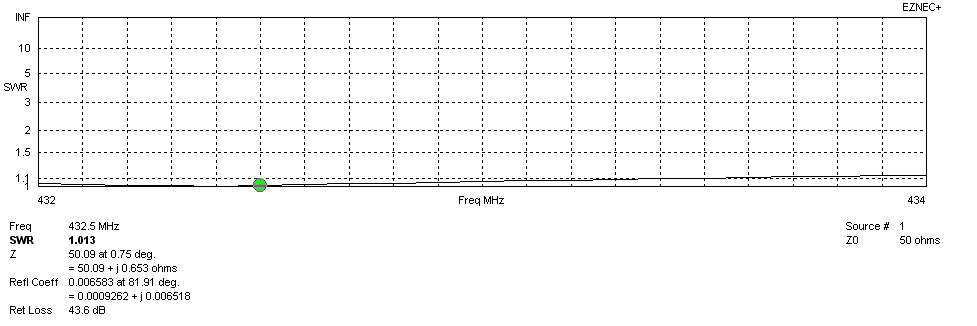 EZNEC+
INF
10
5
SWR
3
2
1.5
1.1
1
432 Freq MHz 434
Freq 432.5 MHz Source # 1
SWR 1.013 Z0 50 ohms
Z 50.09 at 0.75 deg.
= 50.09 + j 0.653 ohms
Refl Coeff 0.006583 at 81.91 deg.
= 0.0009262 + j 0.006518
Ret Loss 43.6 dB